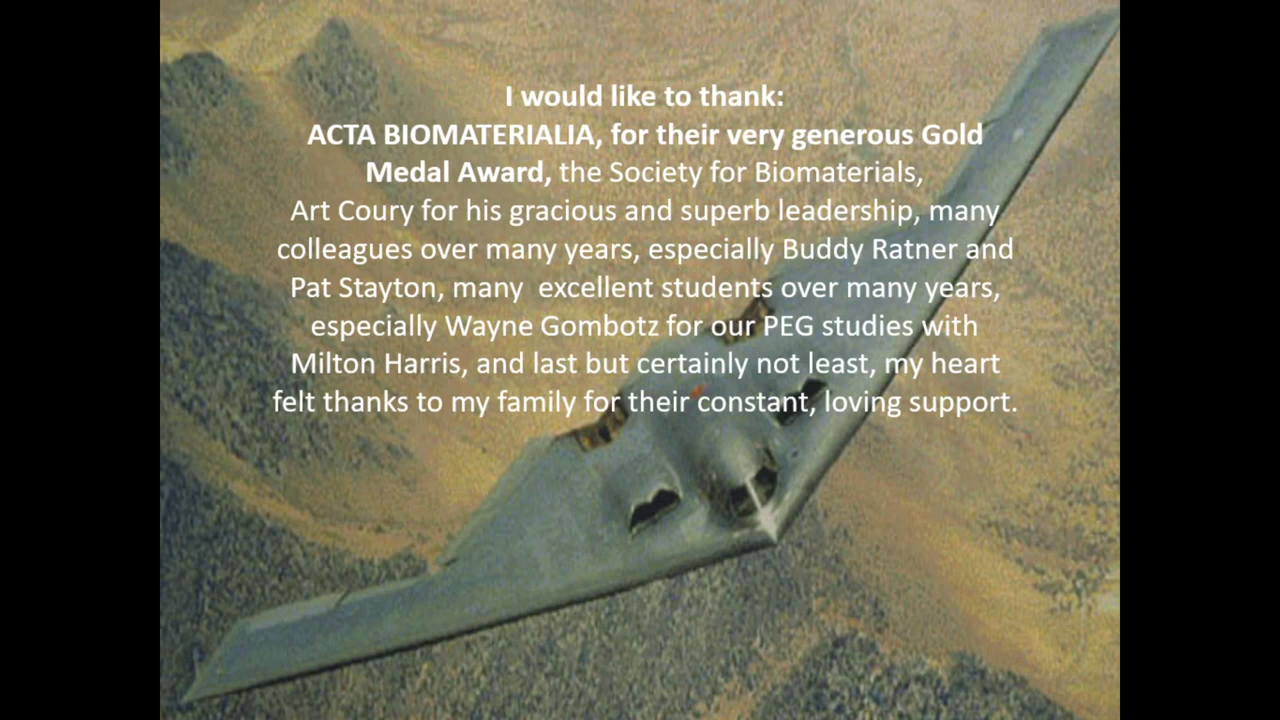 I would like to thank:
ACTA BIOMATERIALIA, for their very generous Gold
Medal Award, the Society for Biomaterials,
Art Coury for his gracious and superb leadership, many
colleagues over many years, especially Buddy Ratner and
Pat Stayton, many  excellent students over many years,
especially Wayne Gombotz for our PEG studies with
Milton Harris, and last but certainly not least, my heart
felt thanks to my family for their constant, loving support.